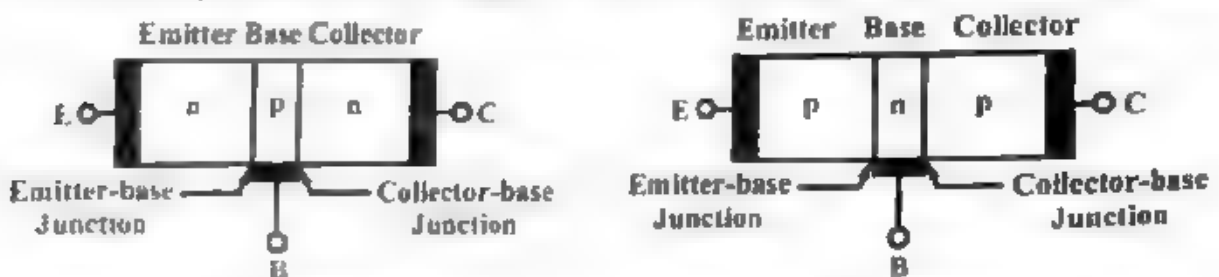 Emitter Base Collector
n p n
E C
Emitter-base Junction
Collector-base Junction
B
Emitter Base Collector
p n p
E C
Emitter-base Junction
Collector-base Junction
B